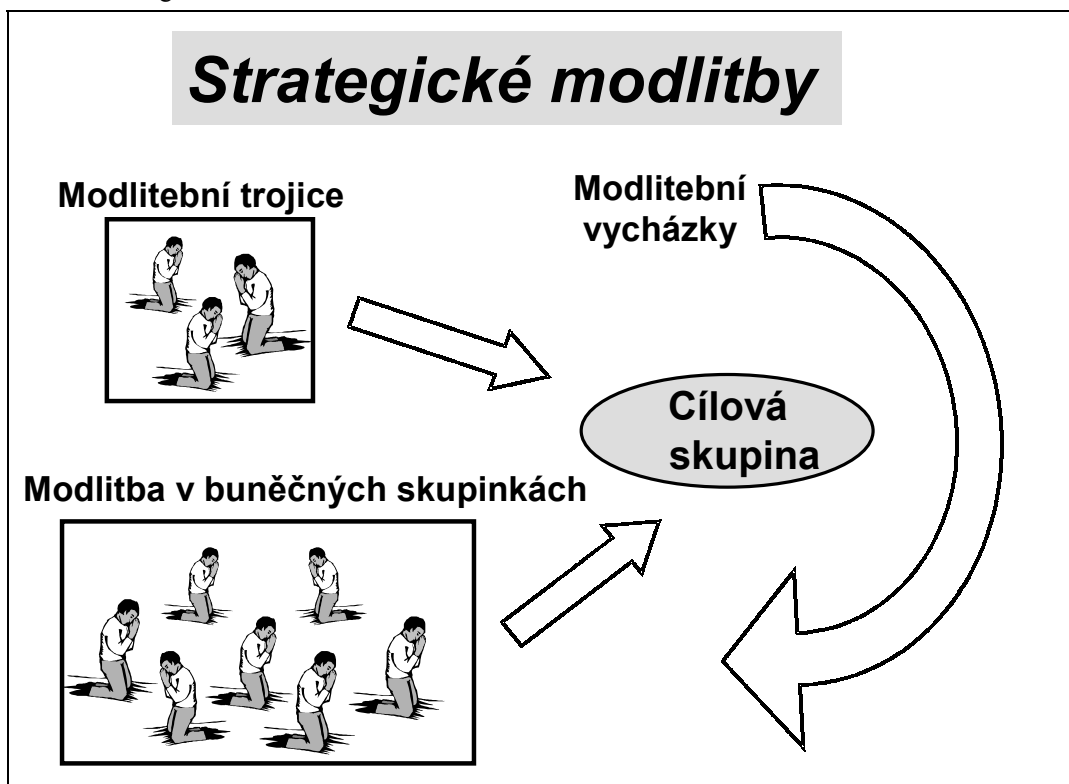 Strategické modlitby
Modlitební trojice
Modlitební
vycházky
Cílová
skupina
Modlitba v buněčných skupinkách